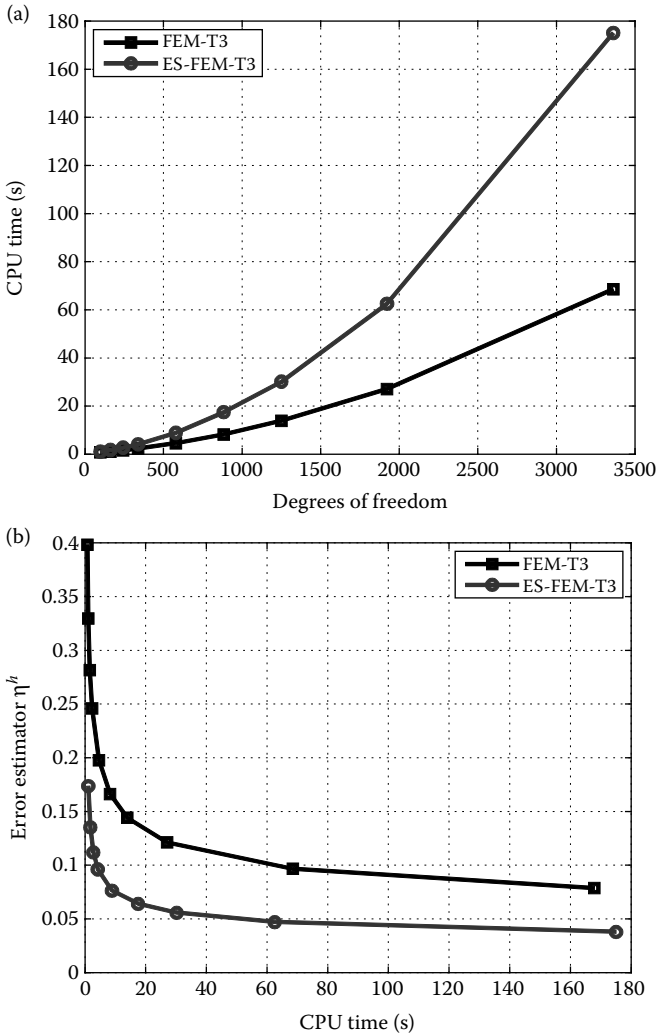 (a)
180
160
140
120
100
80
60
40
20
0
CPU time (s)
FEM-T3
ES-FEM-T3
0 500 1000 1500 2000 2500 3000 3500
Degrees of freedom
(b)
0.4
0.35
0.3
0.25
0.2
0.15
0.1
0.05
0
Error estimator ηʰ
FEM-T3
ES-FEM-T3
0 20 40 60 80 100 120 140 160 180
CPU time (s)